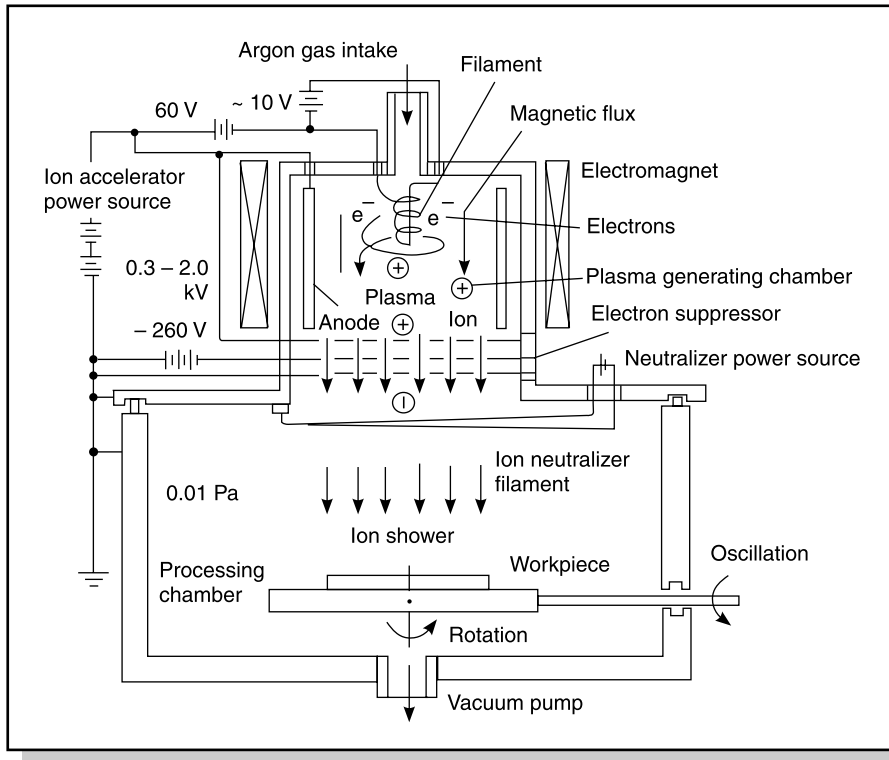 Argon gas intake
Filament
60 V
~ 10 V
Magnetic flux
Ion accelerator
power source
Electromagnet
e−
e−
Electrons
0.3 – 2.0
kV
+
+
Plasma generating chamber
Plasma
Anode
+
Ion
Electron suppressor
– 260 V
Neutralizer power source
−
Ion neutralizer
filament
0.01 Pa
Ion shower
Oscillation
Processing
chamber
Workpiece
Rotation
Vacuum pump